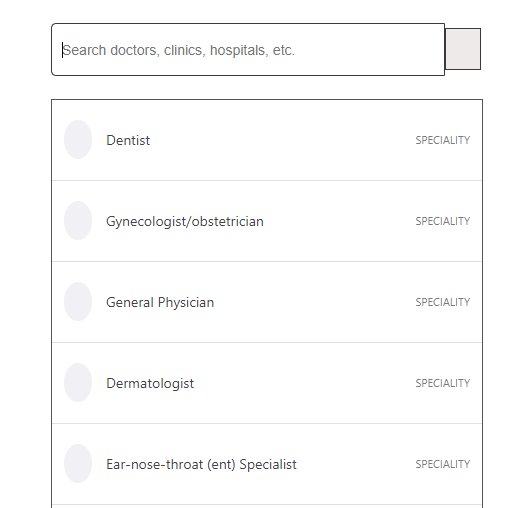 Search doctors, clinics, hospitals, etc.
Dentist SPECIALITY
Gynecologist/obstetrician SPECIALITY
General Physician SPECIALITY
Dermatologist SPECIALITY
Ear-nose-throat (ent) Specialist SPECIALITY